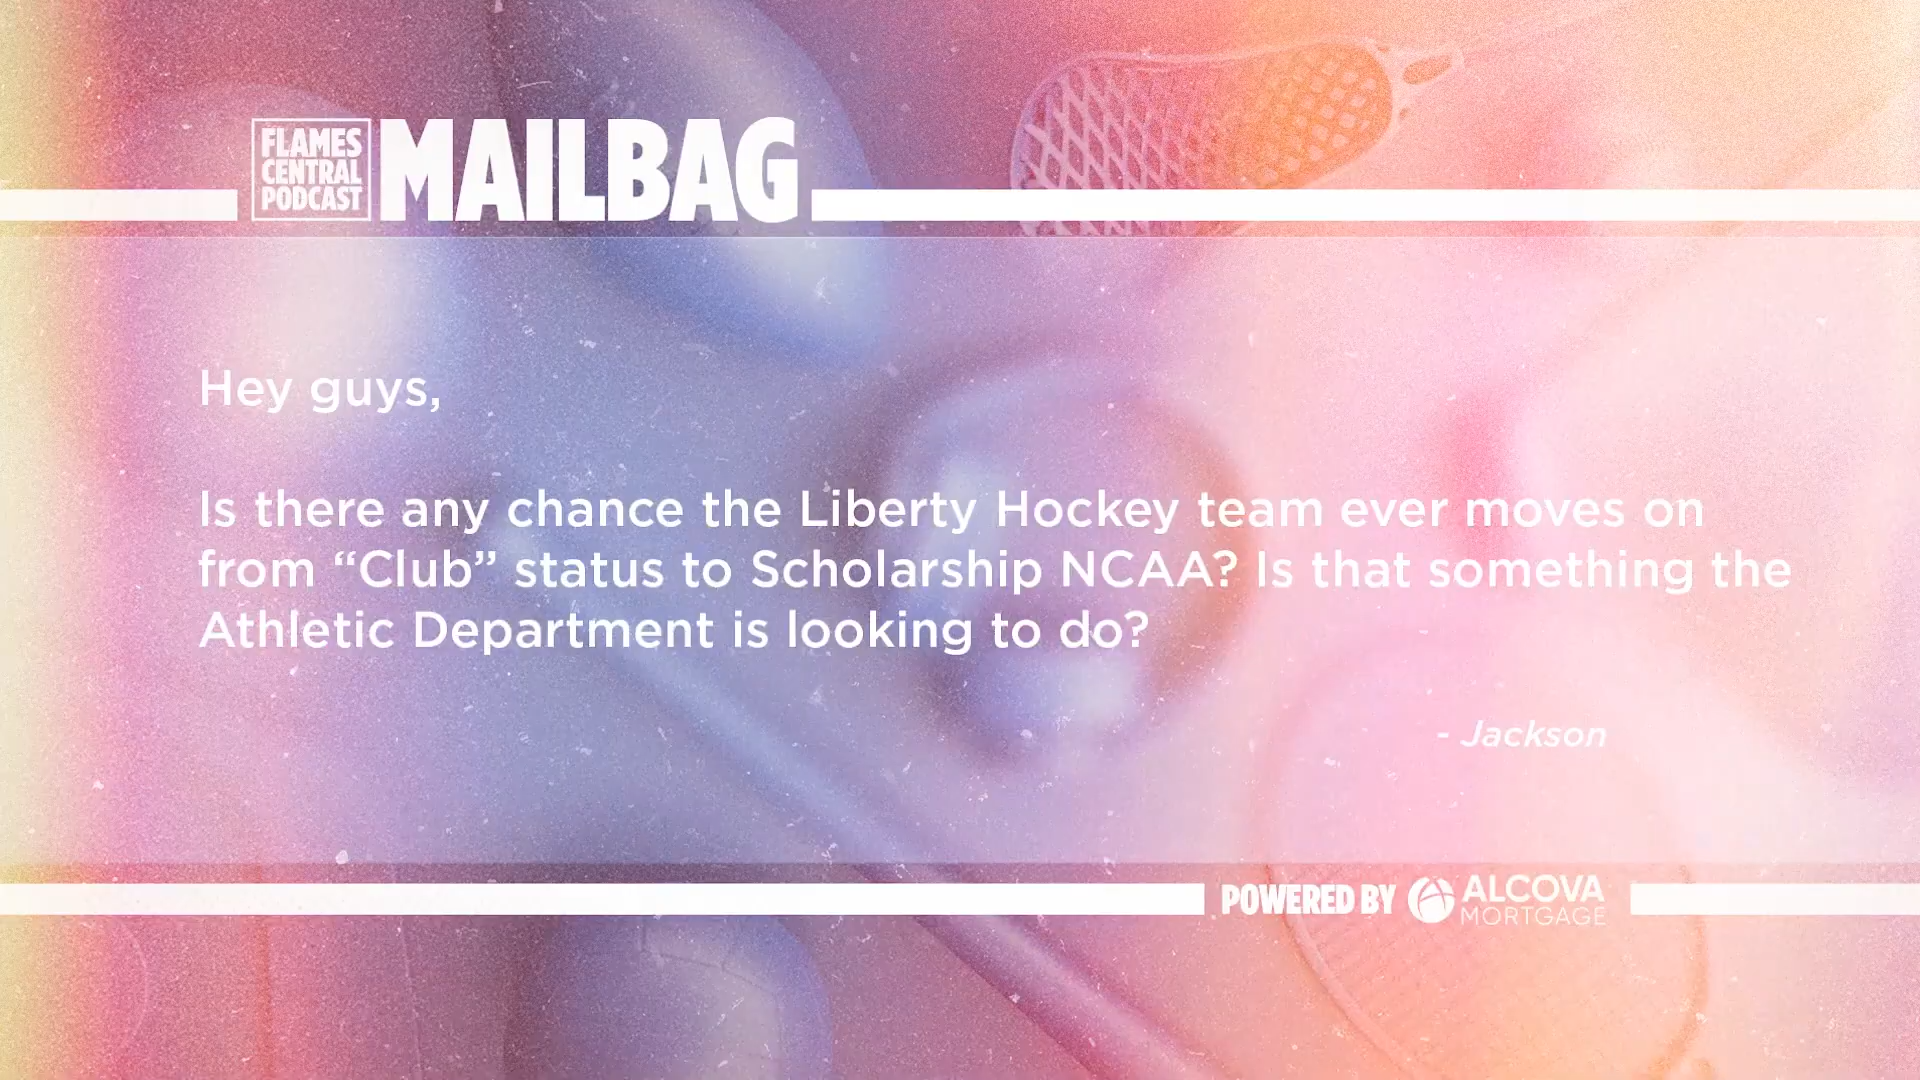 FLAMES
CENTRAL
PODCAST
MAILBAG
Hey guys,
Is there any chance the Liberty Hockey team ever moves on
from “Club” status to Scholarship NCAA? Is that something the
Athletic Department is looking to do?
- Jackson
POWERED BY ALCOVA
MORTGAGE